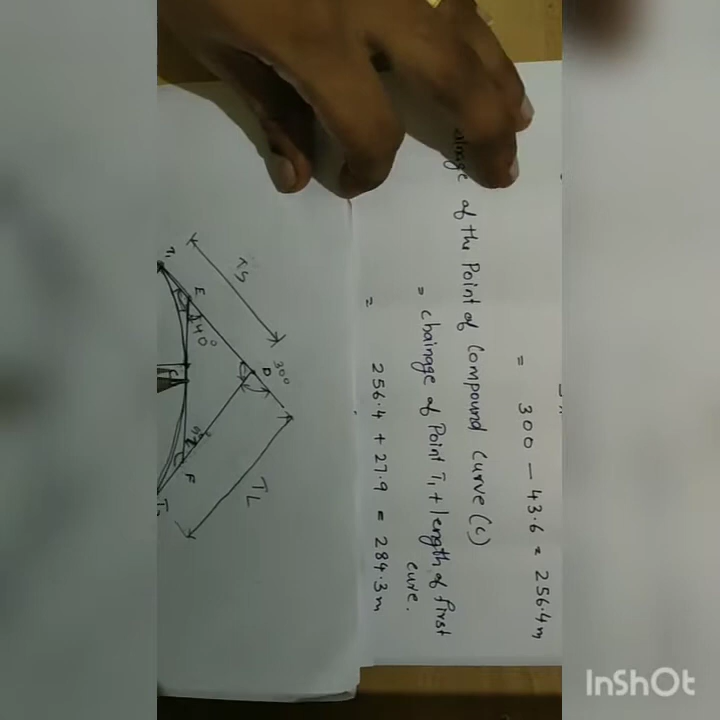 = 300 - 43.6 = 256.4m
of the Point of Compound Curve (C)
= chainage of Point T1 + length of first
curve.
= 256.4 + 27.9 = 284.3m
TS
T1
E
40°
D
30°
C
F
TL
InShOt